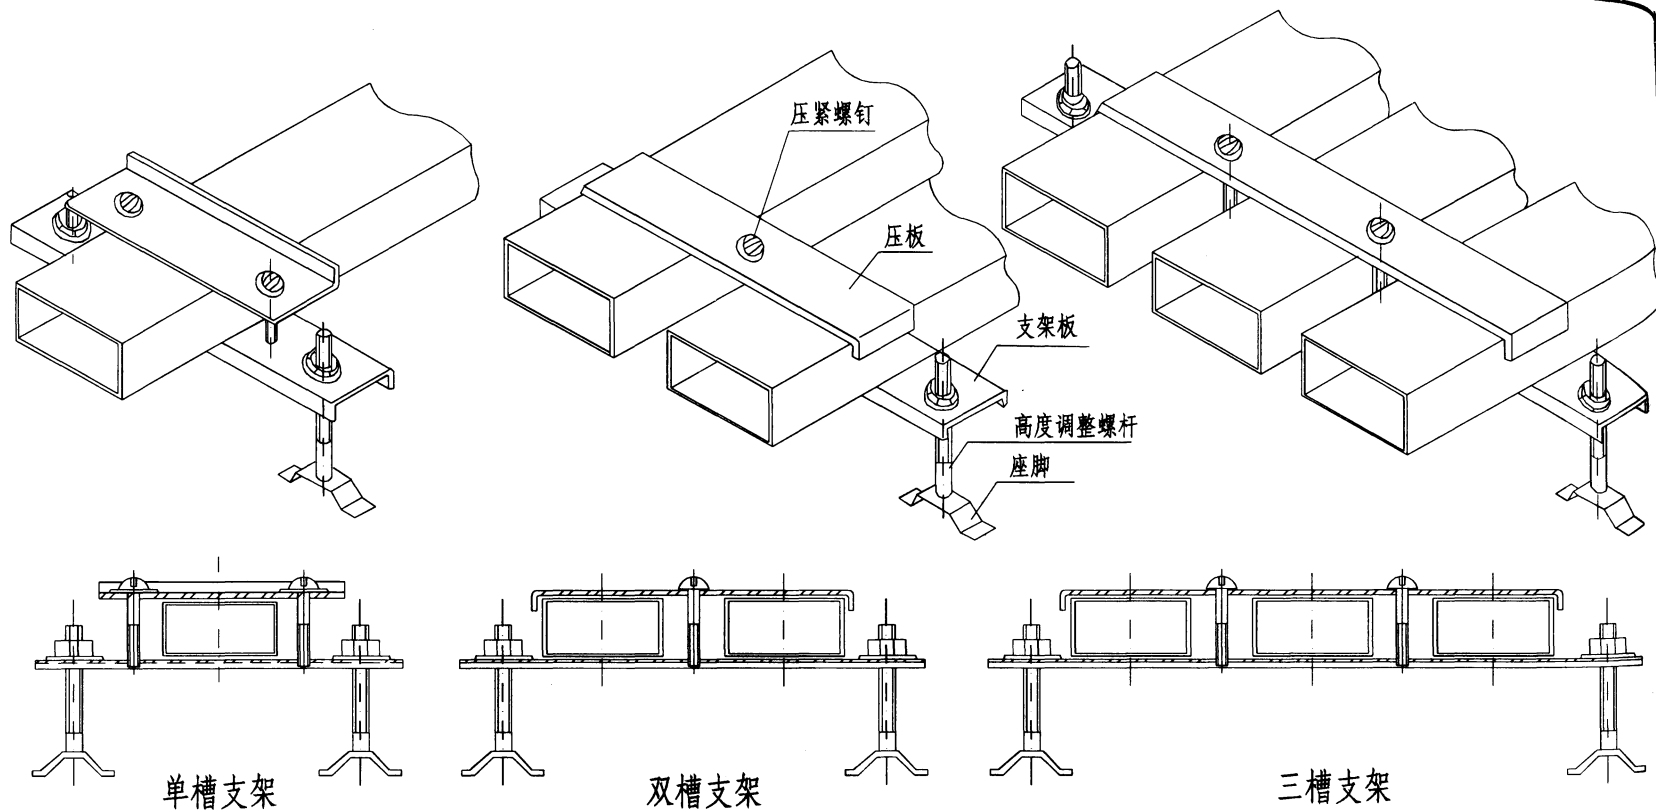 压紧螺钉
压板
支架板
高度调整螺杆
座脚
单槽支架
双槽支架
三槽支架